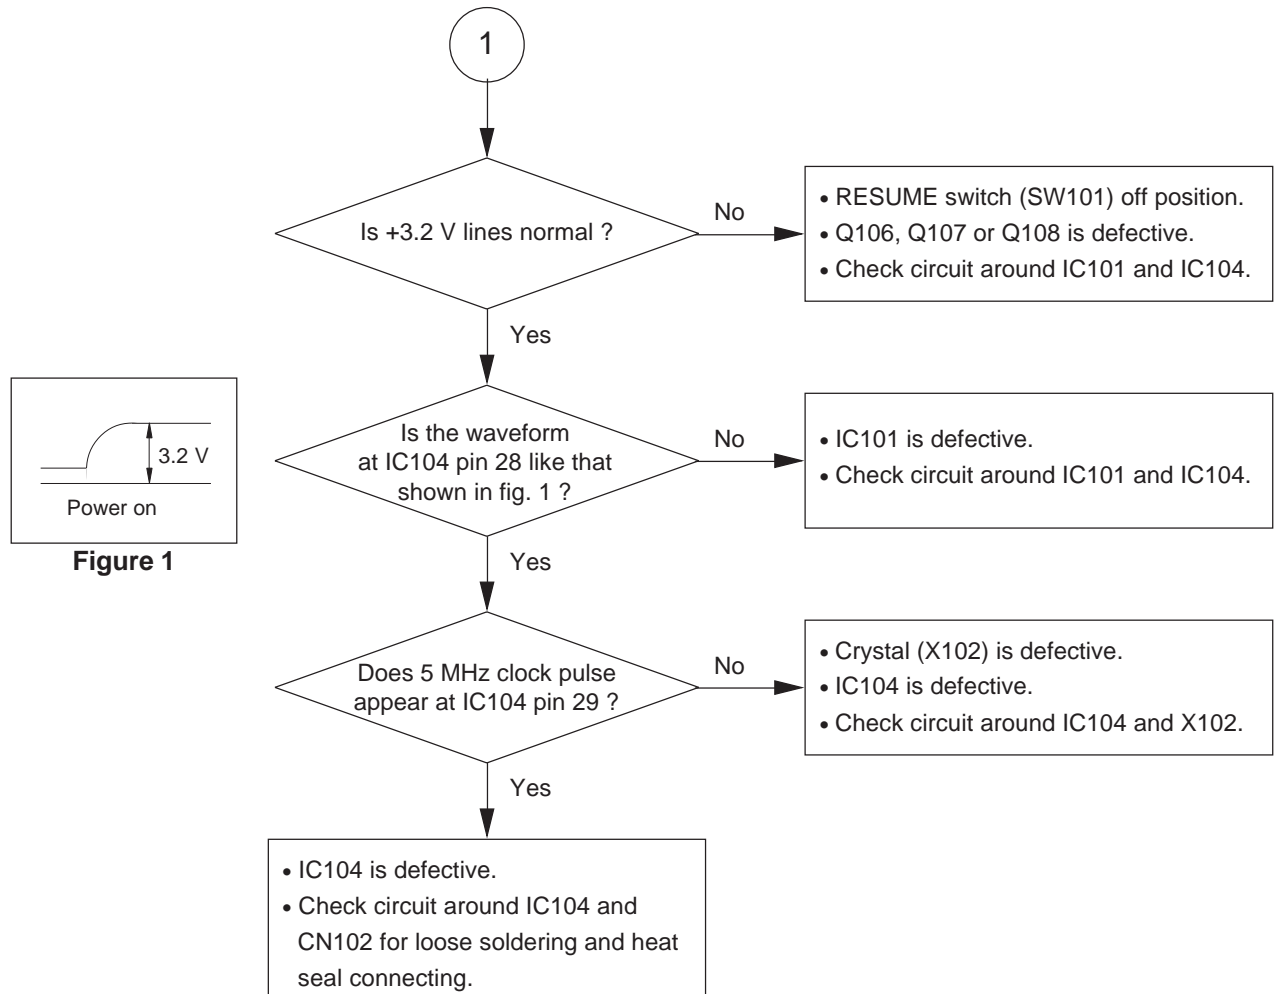 1
Is +3.2 V lines normal ?
No
• RESUME switch (SW101) off position.
• Q106, Q107 or Q108 is defective.
• Check circuit around IC101 and IC104.
Yes
3.2 V
Power on
Figure 1
Is the waveform
at IC104 pin 28 like that
shown in fig. 1 ?
No
• IC101 is defective.
• Check circuit around IC101 and IC104.
Yes
Does 5 MHz clock pulse
appear at IC104 pin 29 ?
No
• Crystal (X102) is defective.
• IC104 is defective.
• Check circuit around IC104 and X102.
Yes
• IC104 is defective.
• Check circuit around IC104 and
CN102 for loose soldering and heat
seal connecting.